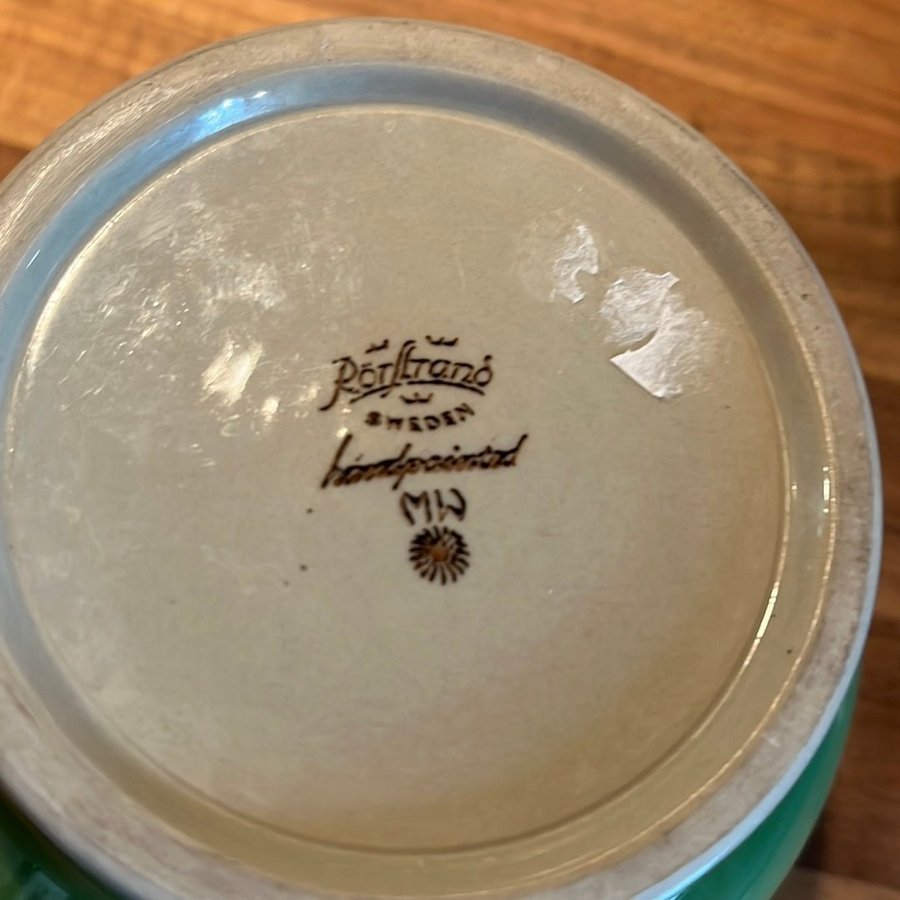 Rörstrand
SWEDEN
handpainted
MW